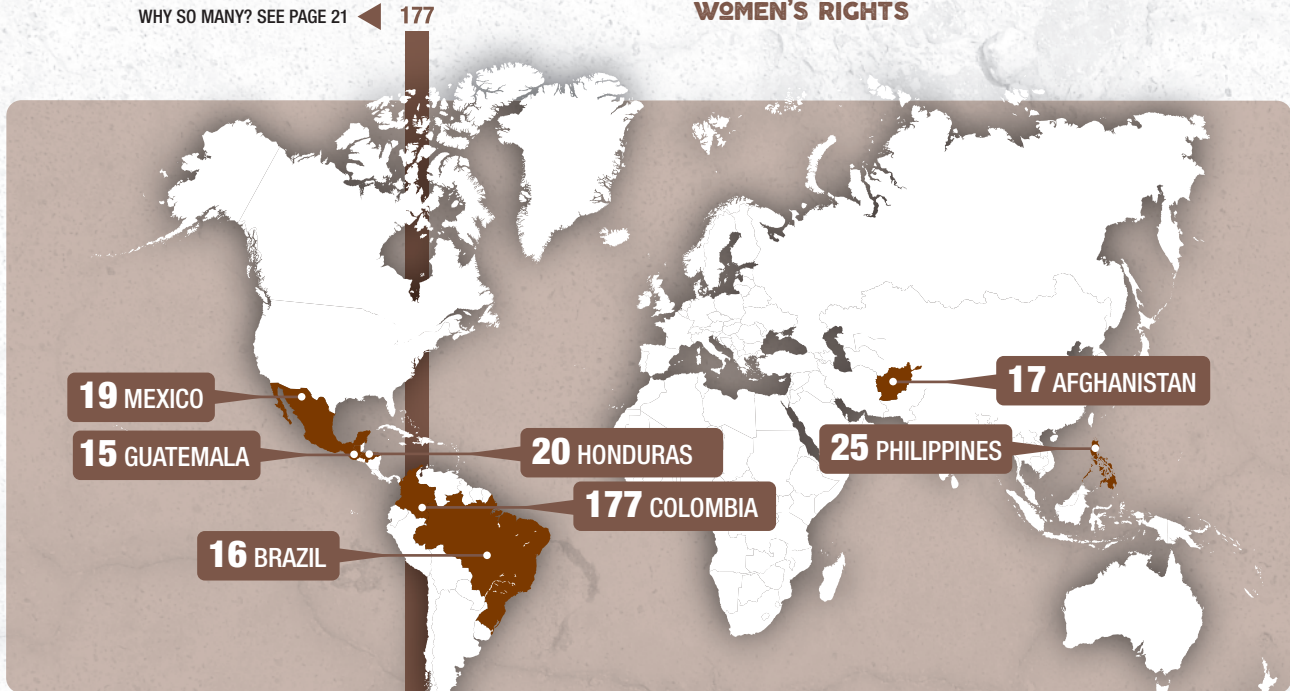 WHY SO MANY? SEE PAGE 21
177
WOMEN'S RIGHTS
19 MEXICO
17 AFGHANISTAN
15 GUATEMALA
20 HONDURAS
25 PHILIPPINES
177 COLOMBIA
16 BRAZIL